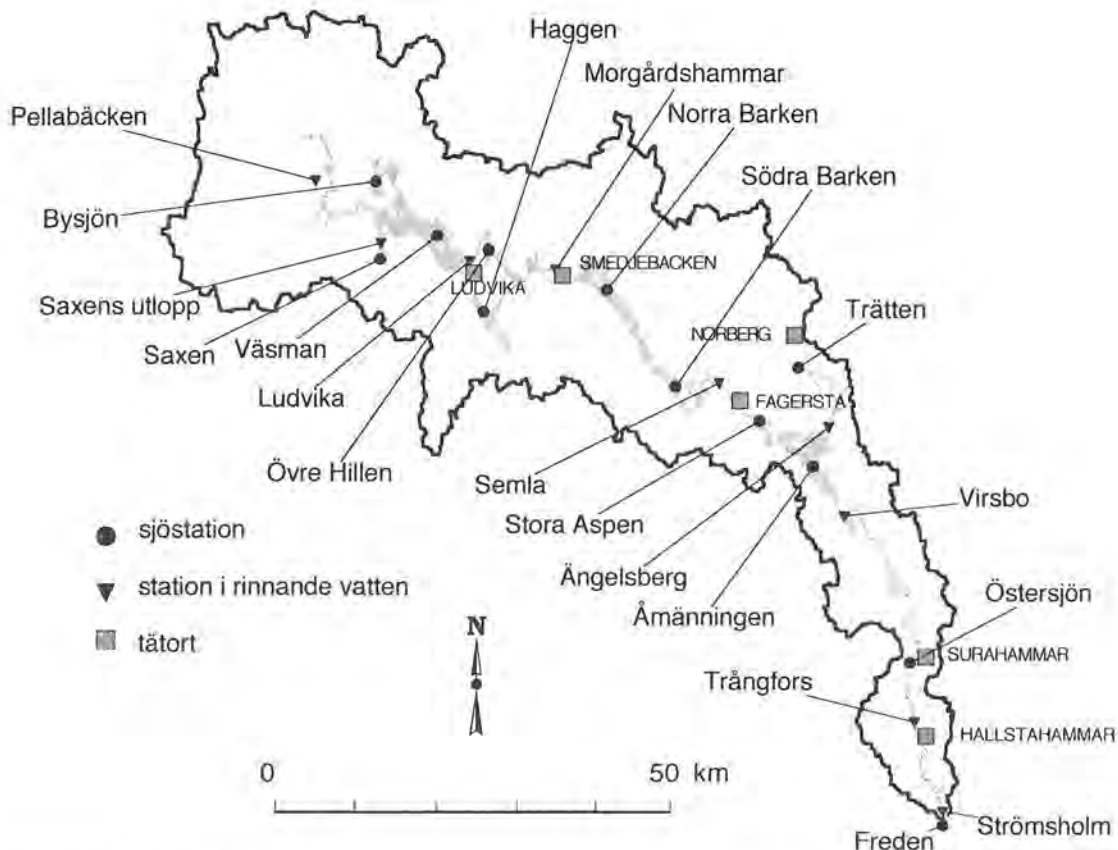 Haggen
Morgårdshammar
Pellabäcken
Norra Barken
Södra Barken
Bysjön
SMEDJEBACKEN
LUDVIKA
Saxens utlopp
Trätten
NORBERG
Saxen
Väsman
Ludvika
FAGERSTA
Övre Hillen
Semla
Virsbo
Stora Aspen
sjöstation
Ängelsberg
station i rinnande vatten
Åmänningen
Östersjön
tätort
N
SURAHAMMAR
Trångfors
HALLSTAHAMMAR
0 50 km
Strömsholm
Freden